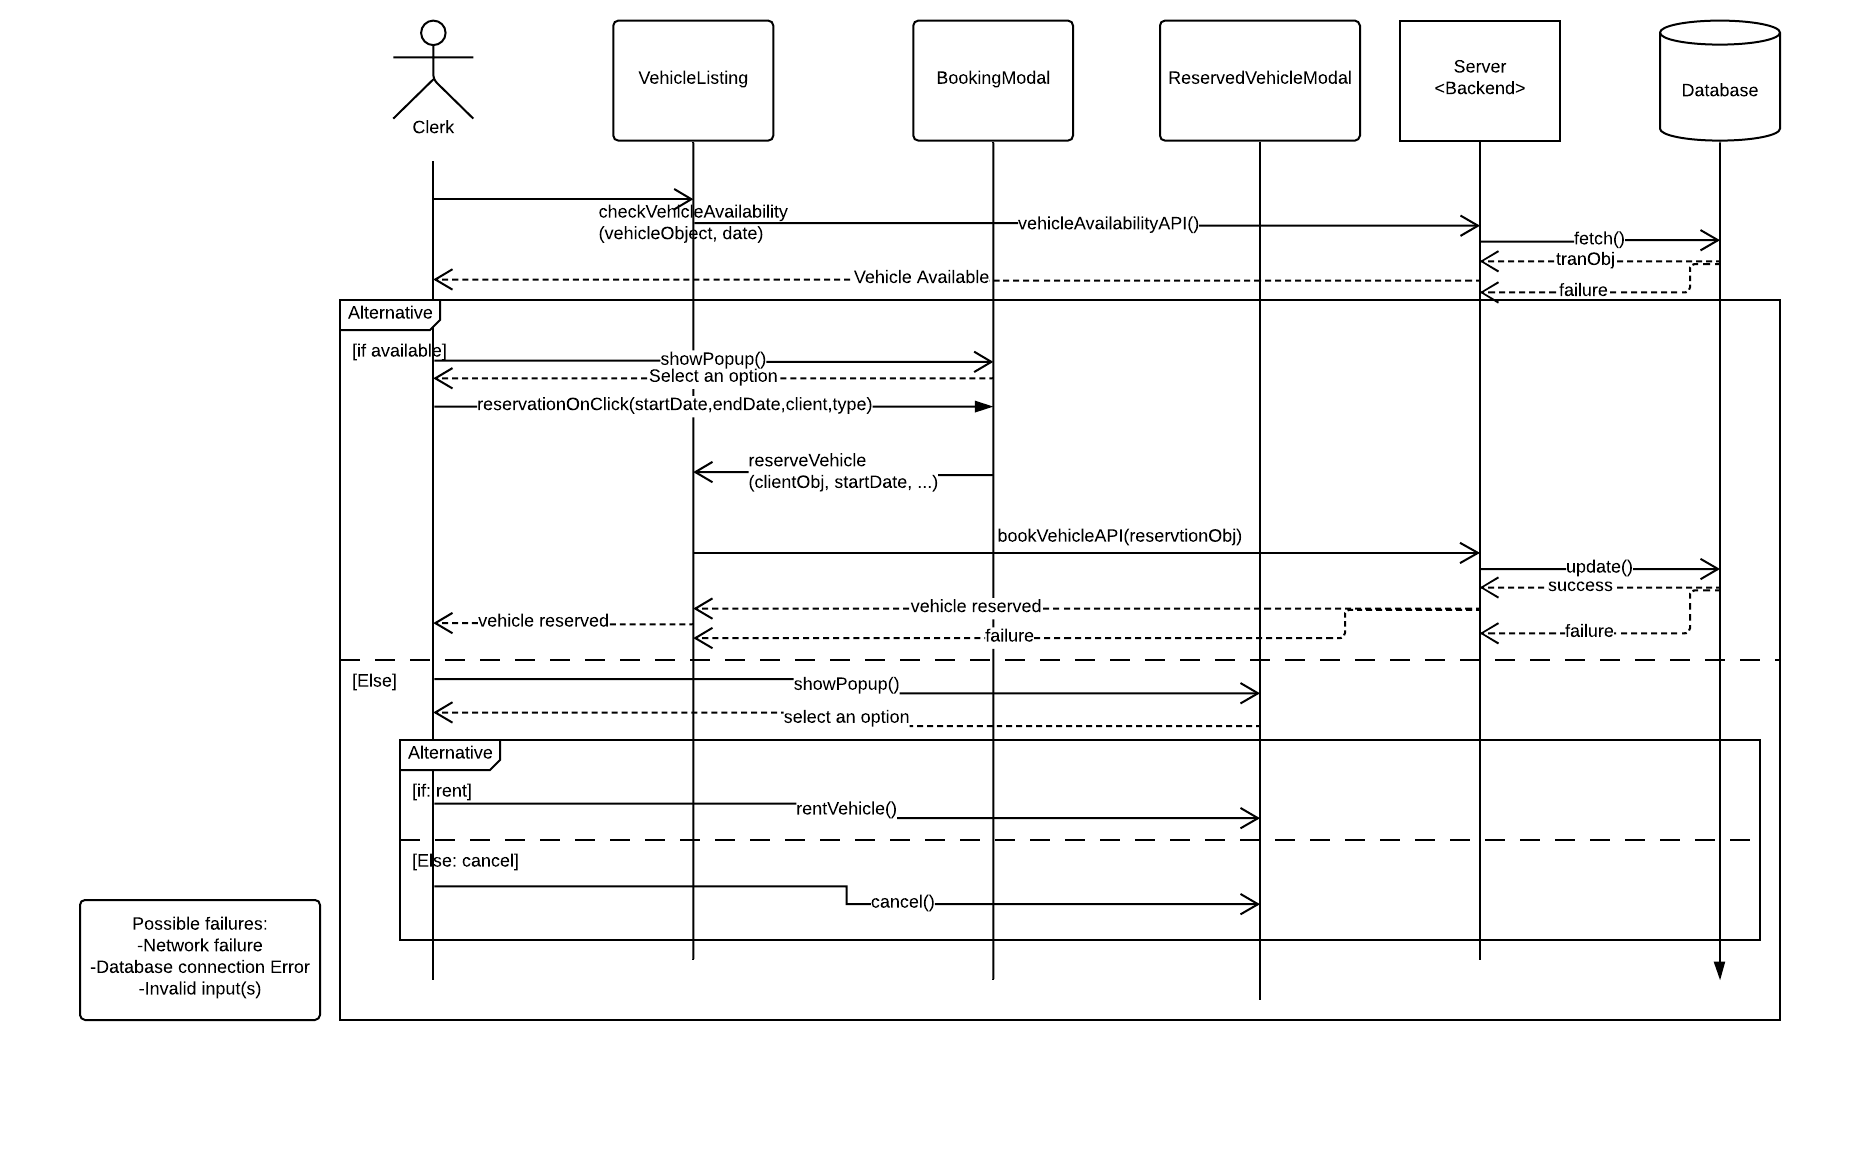 Clerk
VehicleListing
BookingModal
ReservedVehicleModal
Server
<Backend>
Database
checkVehicleAvailability
(vehicleObject, date)
vehicleAvailabilityAPI()
fetch()
tranObj
Vehicle Available
failure
Alternative
[if available]
showPopup()
Select an option
reservationOnClick(startDate,endDate,client,type)
reserveVehicle
(clientObj, startDate, ...)
bookVehicleAPI(reservtionObj)
update()
success
vehicle reserved
vehicle reserved
failure
failure
[Else]
showPopup()
select an option
Alternative
[if: rent]
rentVehicle()
[Else: cancel]
cancel()
Possible failures:
-Network failure
-Database connection Error
-Invalid input(s)